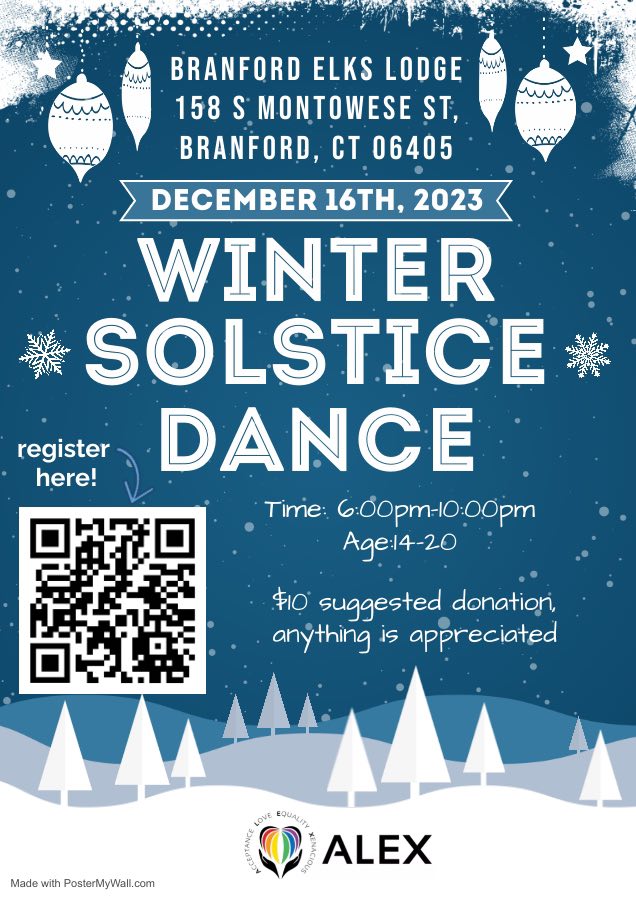 BRANFORD ELKS LODGE
158 S MONTOWESE ST,
BRANFORD, CT 06405
DECEMBER 16TH, 2023
WINTER
SOLSTICE
DANCE
register
here!
Time: 6:00pm-10:00pm
Age:14-20
$10 suggested donation,
anything is appreciated
ACCEPTANCE LOVE EQUALITY XENACIOUS
ALEX
Made with PosterMyWall.com